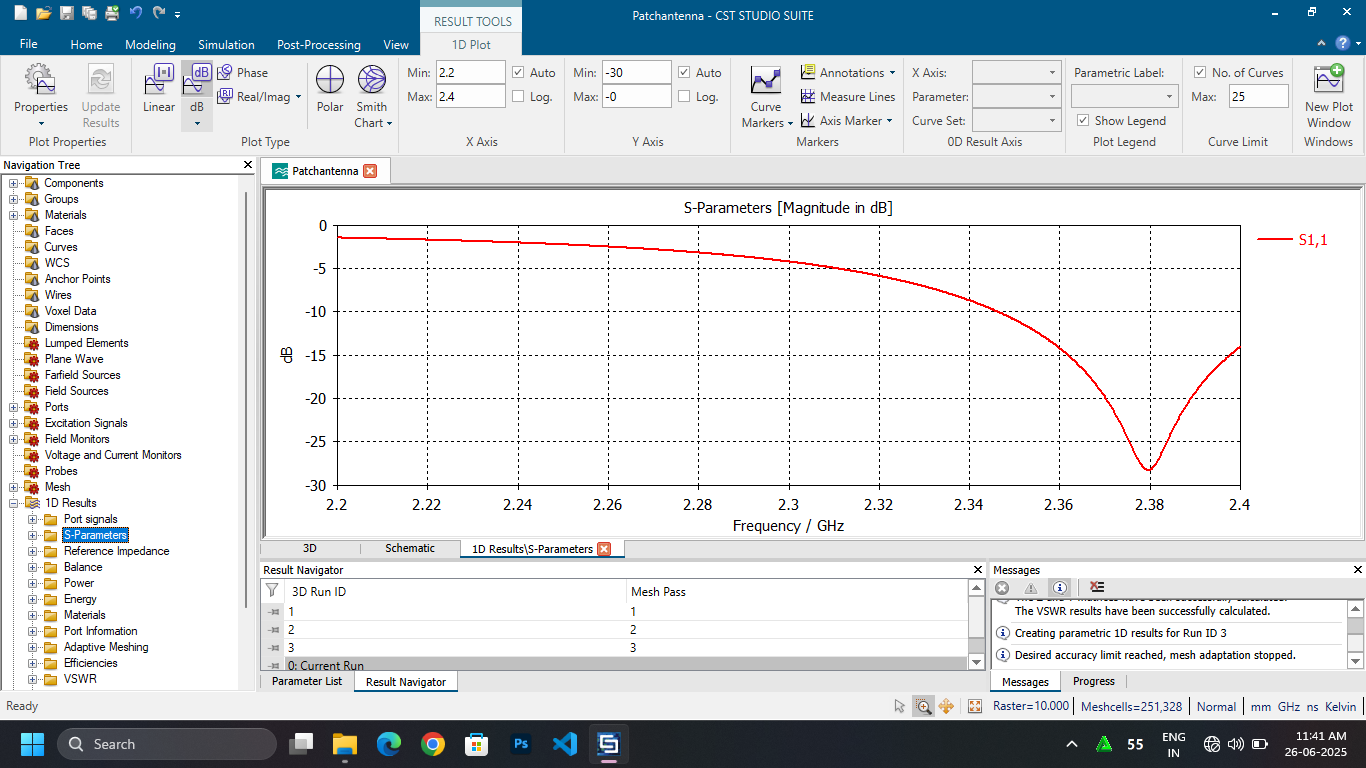 Patchantenna - CST STUDIO SUITE
RESULT TOOLS
File Home Modeling Simulation Post-Processing View 1D Plot
Properties
Update Results
Plot Properties
Linear
dB
Phase
Real/Imag
Polar
Smith Chart
Plot Type
Min: 2.2 Auto
Max: 2.4 Log.
X Axis
Min: -30 Auto
Max: -0 Log.
Y Axis
Curve Markers
Annotations
Measure Lines
Axis Marker
Markers
X Axis:
Parameter:
Curve Set:
0D Result Axis
Parametric Label:
Show Legend
Plot Legend
No. of Curves
Max: 25
Curve Limit
New Plot Window
Windows
Navigation Tree
Components
Groups
Materials
Faces
Curves
WCS
Anchor Points
Wires
Voxel Data
Dimensions
Lumped Elements
Plane Wave
Farfield Sources
Field Sources
Ports
Excitation Signals
Field Monitors
Voltage and Current Monitors
Probes
Mesh
1D Results
Port signals
S-Parameters
Reference Impedance
Balance
Power
Energy
Materials
Port Information
Adaptive Meshing
Efficiencies
VSWR
Patchantenna
S-Parameters [Magnitude in dB]
S1,1
0
-5
-10
-15
-20
-25
-30
dB
2.2 2.22 2.24 2.26 2.28 2.3 2.32 2.34 2.36 2.38 2.4
Frequency / GHz
3D Schematic 1D Results\S-Parameters
Result Navigator
3D Run ID Mesh Pass
1 1
2 2
3 3
0: Current Run
Parameter List Result Navigator
Messages
The VSWR results have been successfully calculated.
Creating parametric 1D results for Run ID 3
Desired accuracy limit reached, mesh adaptation stopped.
Messages Progress
Ready
Raster=10.000 Meshcells=251,328 Normal mm GHz ns Kelvin
Search
Ps
55
ENG
IN
11:41 AM
26-06-2025